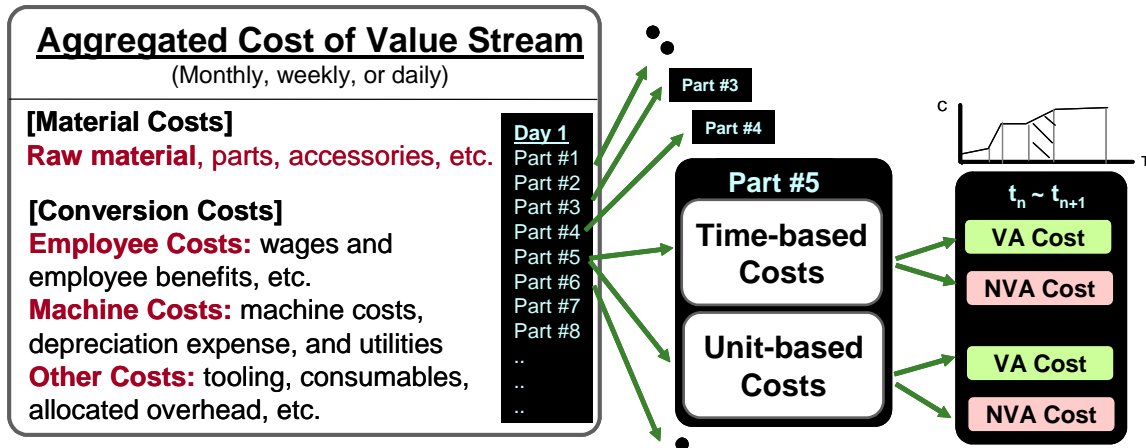 Aggregated Cost of Value Stream
(Monthly, weekly, or daily)
[Material Costs]
Raw material, parts, accessories, etc.
[Conversion Costs]
Employee Costs: wages and
employee benefits, etc.
Machine Costs: machine costs,
depreciation expense, and utilities
Other Costs: tooling, consumables,
allocated overhead, etc.
Day 1
Part #1
Part #2
Part #3
Part #4
Part #5
Part #6
Part #7
Part #8
..
..
..
Part #3
Part #4
Part #5
Time-based
Costs
Unit-based
Costs
C
T
tn ~ tn+1
VA Cost
NVA Cost
VA Cost
NVA Cost